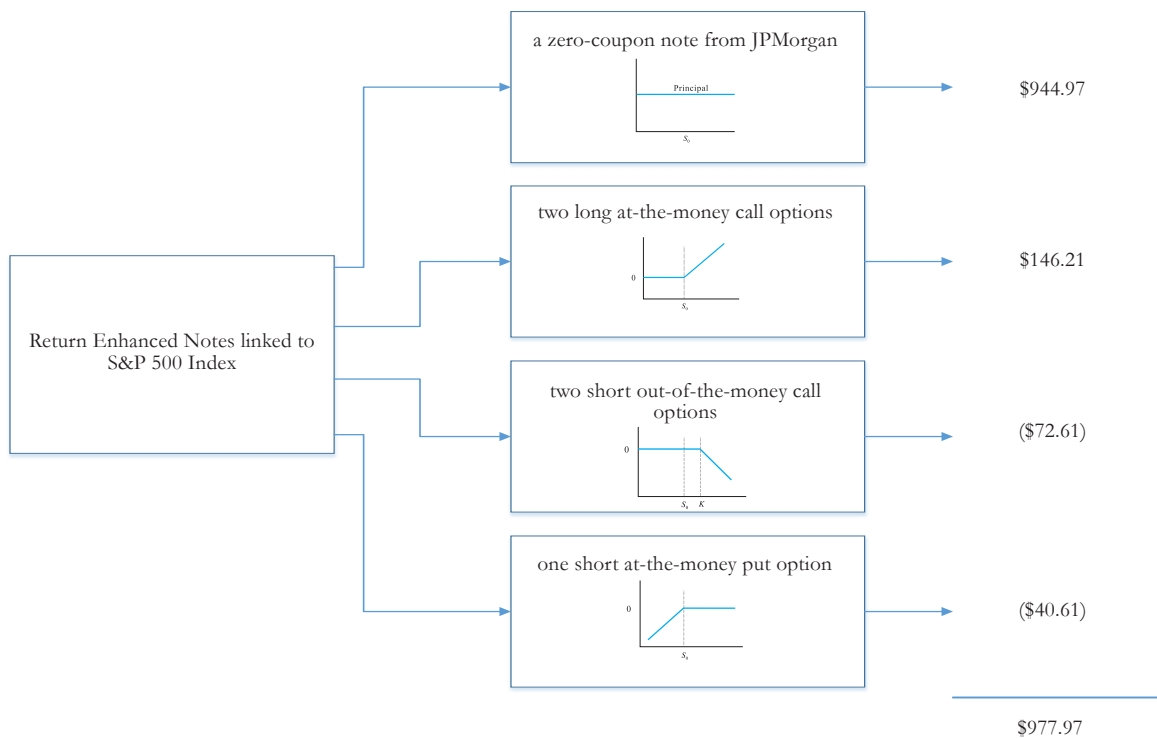 a zero-coupon note from JPMorgan
Principal
S₀
$944.97
two long at-the-money call options
0
S₀
$146.21
Return Enhanced Notes linked to
S&P 500 Index
two short out-of-the-money call
options
0
S₀ K
($72.61)
one short at-the-money put option
0
S₀
($40.61)
$977.97